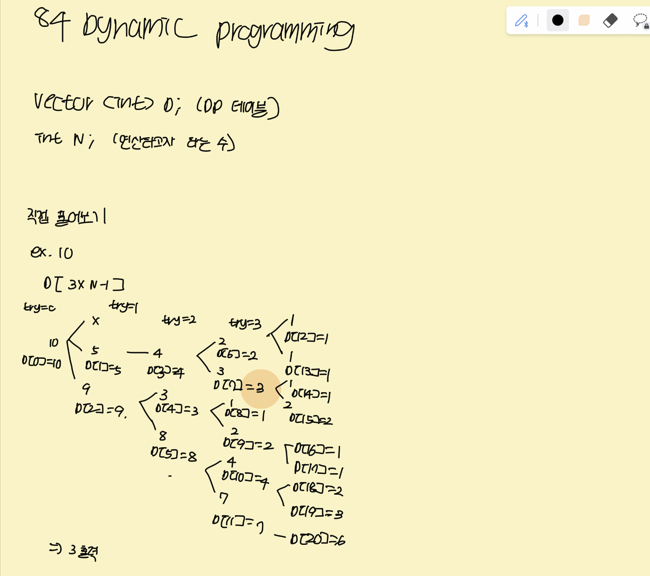 84 Dynamic programming
Vector <int> D; (DP 테이블)
int N; (연산하고자 하는 수)
직접 풀어보기
ex. 10
D[3×N-1]
try=0 try=1 try=2 try=3
10
D[0]=10
x
5
D[1]=5
9
D[2]=9.
4
D[3]=4
3
D[4]=3
8
D[5]=8
2
D[6]=2
3
D[7]=3
1
D[8]=1
2
D[9]=2
4
D[10]=4
7
D[11]=7
1
D[12]=1
1
D[13]=1
1
D[14]=1
2
D[15]=2
D[16]=1
D[17]=1
D[18]=2
D[19]=3
D[20]=6
⇒ 3 출력